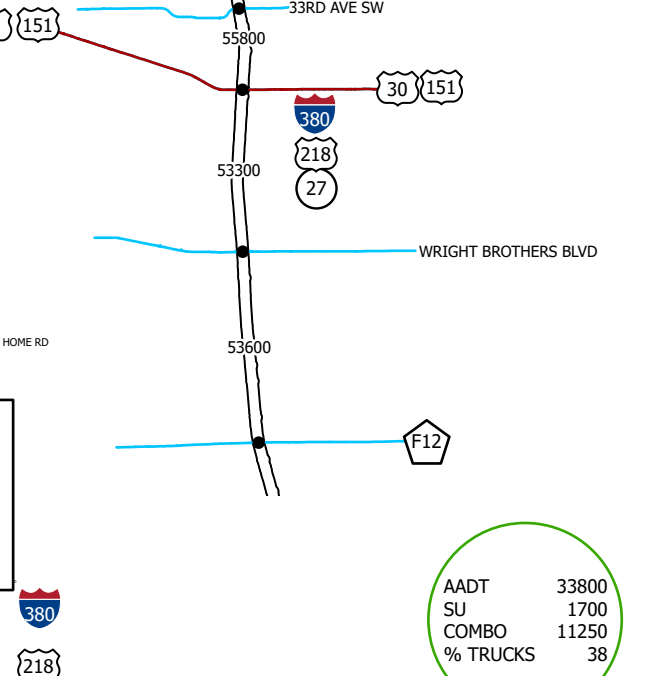 33RD AVE SW
151
55800
30 151
380
218
53300
27
WRIGHT BROTHERS BLVD
HOME RD
53600
F12
AADT 33800
SU 1700
COMBO 11250
% TRUCKS 38
380
218